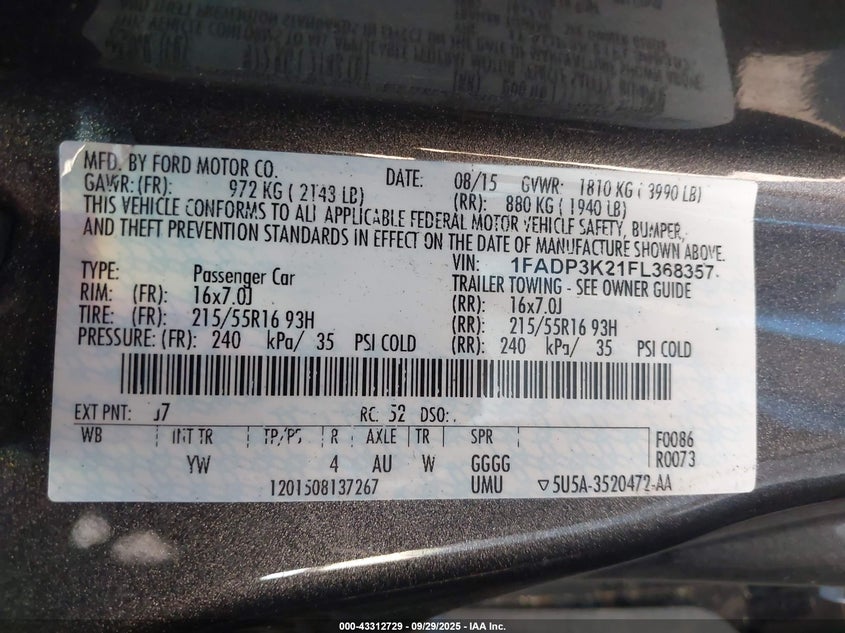 MFD. BY FORD MOTOR CO. DATE: 08/15 GVWR: 1810 KG ( 3990 LB)
GAWR: (FR): 972 KG ( 2143 LB) (RR): 880 KG ( 1940 LB)
THIS VEHICLE CONFORMS TO ALL APPLICABLE FEDERAL MOTOR VEHICLE SAFETY, BUMPER,
AND THEFT PREVENTION STANDARDS IN EFFECT ON THE DATE OF MANUFACTURE SHOWN ABOVE.
VIN: 1FADP3K21FL368357
TYPE: Passenger Car TRAILER TOWING - SEE OWNER GUIDE
RIM: (FR): 16x7.0J (RR): 16x7.0J
TIRE: (FR): 215/55R16 93H (RR): 215/55R16 93H
PRESSURE: (FR): 240 kPa/ 35 PSI COLD (RR): 240 kPa/ 35 PSI COLD
EXT PNT: J7 RC: 52 DSO:
WB INT TR TP/PS R AXLE TR SPR F0086
YW 4 AU W GGGG R0073
1201508137267 UMU ▽5U5A-3520472-AA
000-43312729 - 09/29/2025 - IAA Inc.